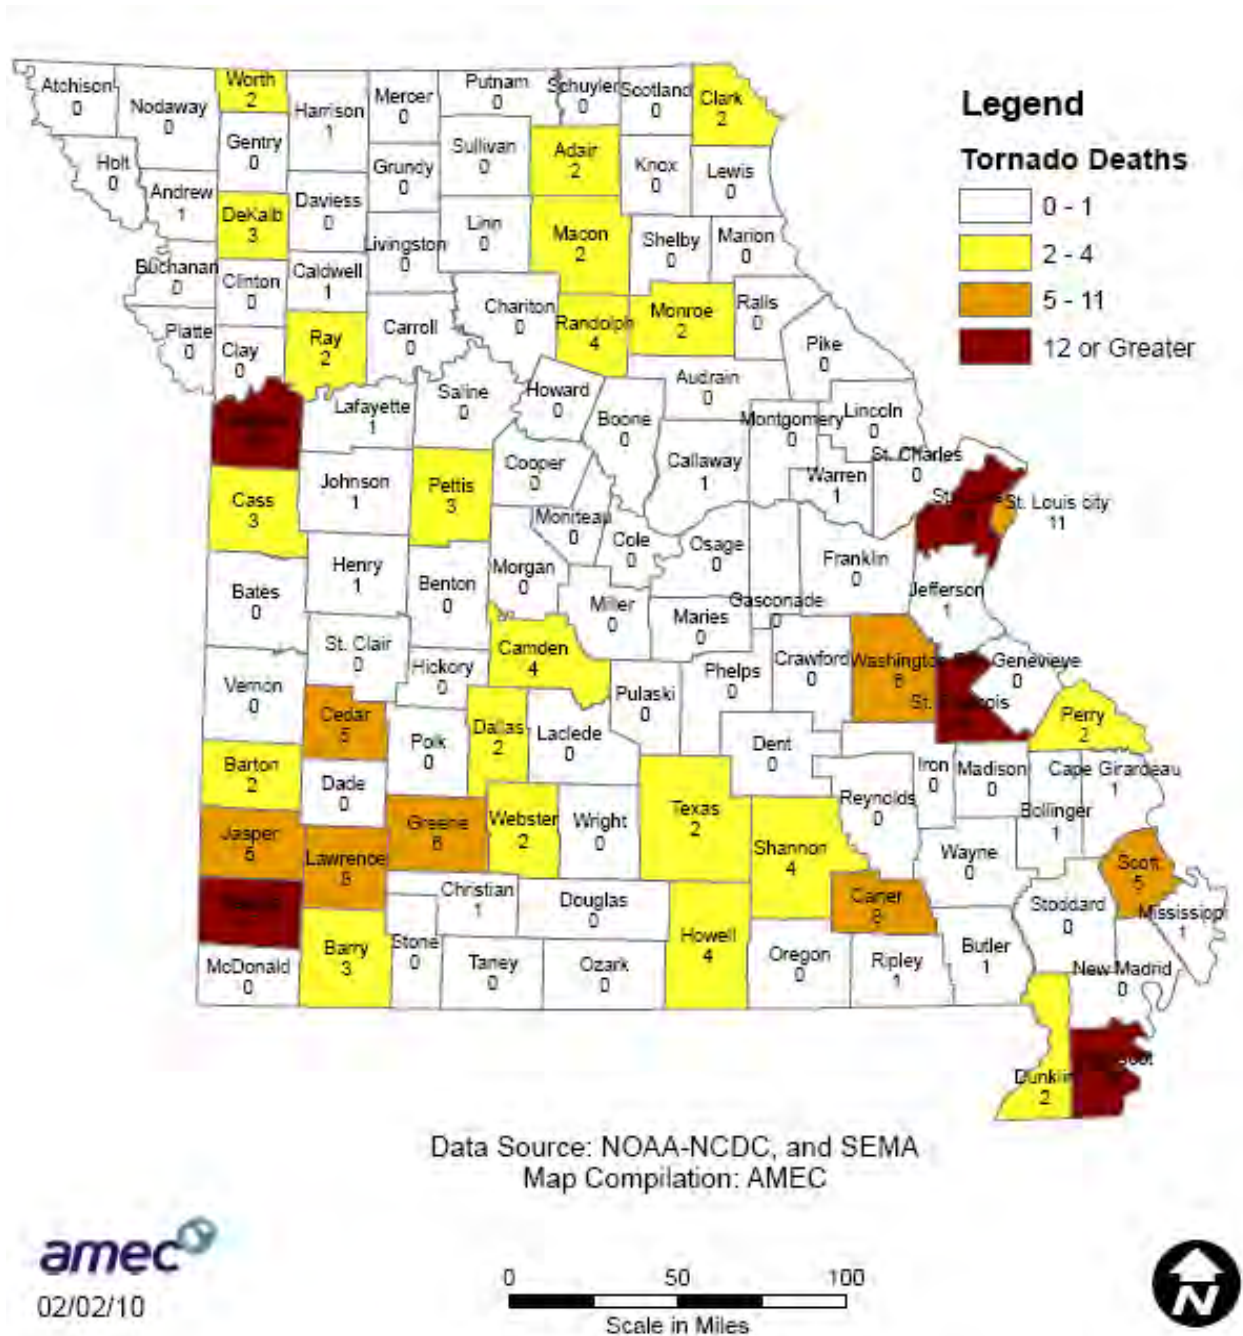 Legend
Tornado Deaths
0 - 1
2 - 4
5 - 11
12 or Greater
Atchison
0
Nodaway
0
Worth
2
Harrison
1
Mercer
0
Putnam
0
Schuyler
0
Scotland
0
Clark
2
Gentry
0
Sullivan
0
Adair
2
Knox
0
Lewis
0
Holt
0
Andrew
1
DeKalb
3
Daviess
0
Grundy
0
Linn
0
Macon
2
Shelby
0
Marion
0
Livingston
0
Buchanan
0
Clinton
0
Caldwell
1
Chariton
0
Randolph
4
Monroe
2
Ralls
0
Platte
0
Clay
0
Ray
2
Carroll
0
Pike
0
Audrain
0
Saline
0
Howard
0
Lafayette
1
Boone
0
Montgomery
0
Lincoln
0
Callaway
1
St. Charles
0
Warren
1
Cooper
0
Johnson
1
Pettis
3
Cass
3
St. Louis city
11
Moniteau
0
Cole
0
Osage
0
Franklin
0
Henry
1
Morgan
0
Benton
0
Bates
0
Jefferson
1
Miller
0
Maries
0
Gasconade
0
St. Clair
0
Camden
4
Hickory
0
Phelps
0
Crawford
0
Washington
6
Genevieve
0
Vernon
0
Pulaski
0
St.
Cedar
5
Perry
2
Polk
0
Dallas
2
Laclede
0
Dent
0
Barton
2
Dade
0
Iron
0
Madison
0
Cape Girardeau
1
Reynolds
0
Bollinger
1
Texas
2
Jasper
5
Greene
6
Webster
2
Wright
0
Shannon
4
Wayne
0
Lawrence
Scott
5
Carter
Christian
1
Douglas
0
Stoddard
0
Mississippi
1
Howell
4
Barry
3
Stone
0
Taney
0
Ozark
0
Oregon
0
Ripley
1
Butler
1
McDonald
0
New Madrid
0
Dunklin
2
Data Source: NOAA-NCDC, and SEMA
Map Compilation: AMEC
amec
02/02/10
0 50 100
Scale in Miles
N